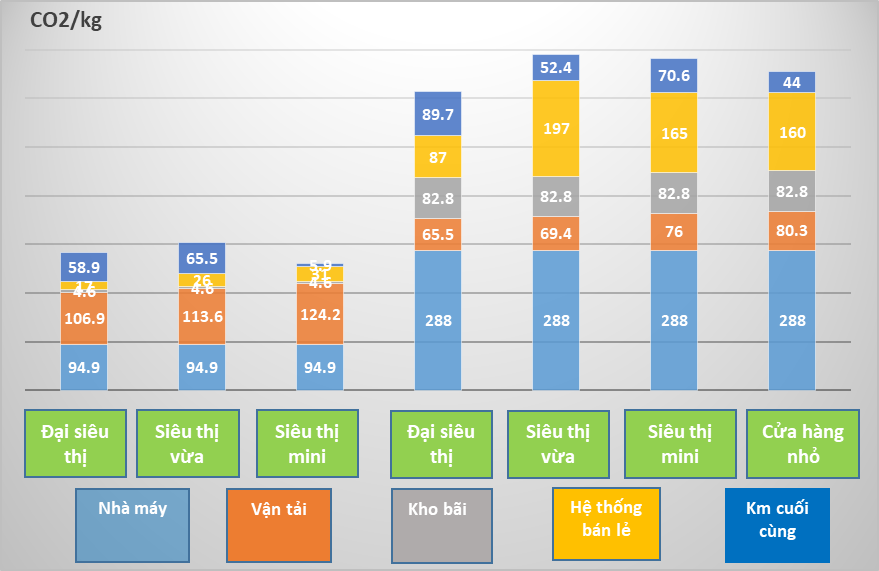 CO2/kg
52.4
70.6
44
89.7
197
165
160
87
82.8
82.8
82.8
82.8
65.5
69.4
76
80.3
58.9
65.5
5.9
17
26
31
4.6
4.6
4.6
106.9
113.6
124.2
288
288
288
288
94.9
94.9
94.9
Đại siêu
thị
Siêu thị
vừa
Siêu thị
mini
Đại siêu
thị
Siêu thị
vừa
Siêu thị
mini
Cửa hàng
nhỏ
Nhà máy
Vận tải
Kho bãi
Hệ thống
bán lẻ
Km cuối
cùng